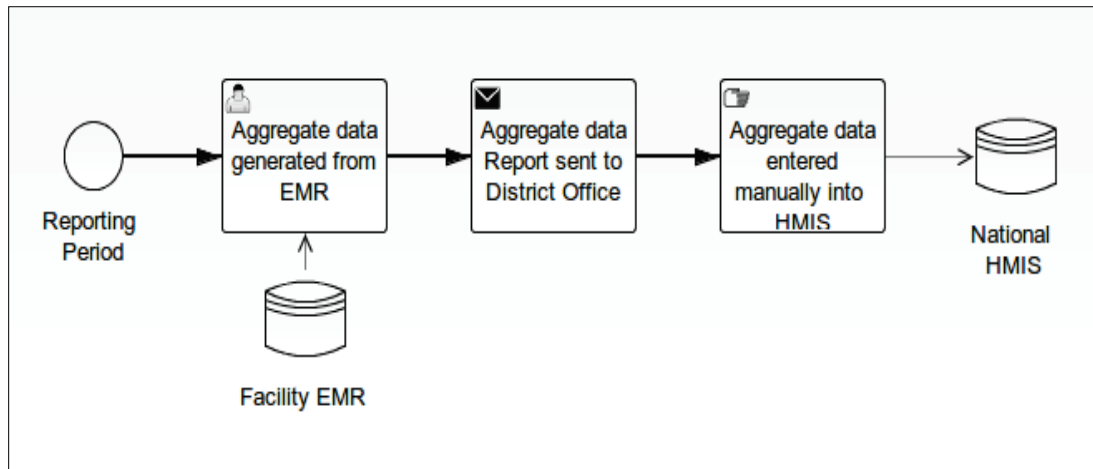 Reporting
Period
Aggregate data
generated from
EMR
Aggregate data
Report sent to
District Office
Aggregate data
entered
manually into
HMIS
National
HMIS
Facility EMR